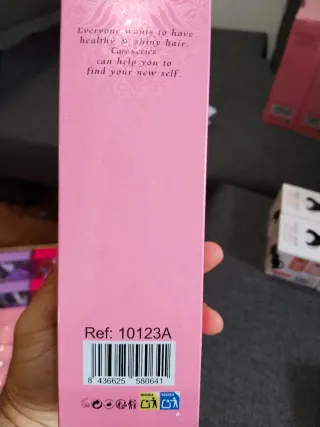 Everyone wants to have
healthy & shiny hair.
CareSeries
can help you to
find your new self.
Ref: 10123A
8 436625 580641